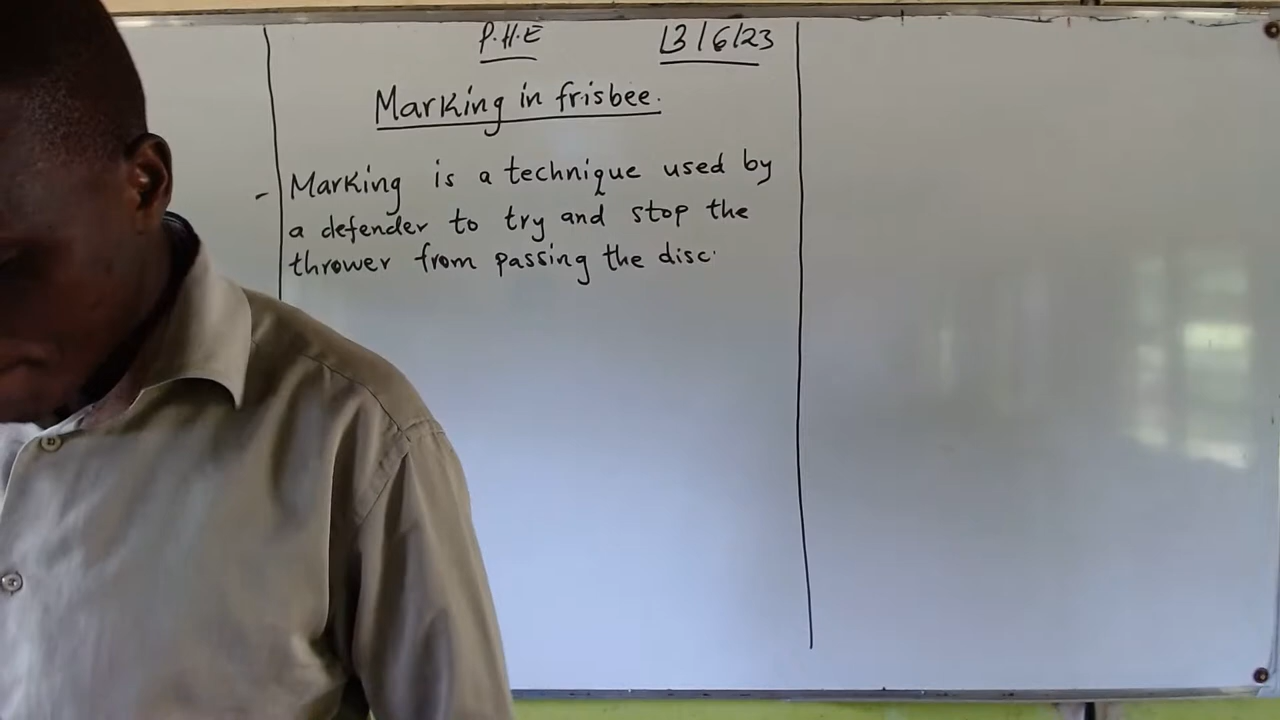 P.H.E 13/6/23
Marking in frisbee.
- Marking is a technique used by
a defender to try and stop the
thrower from passing the disc.